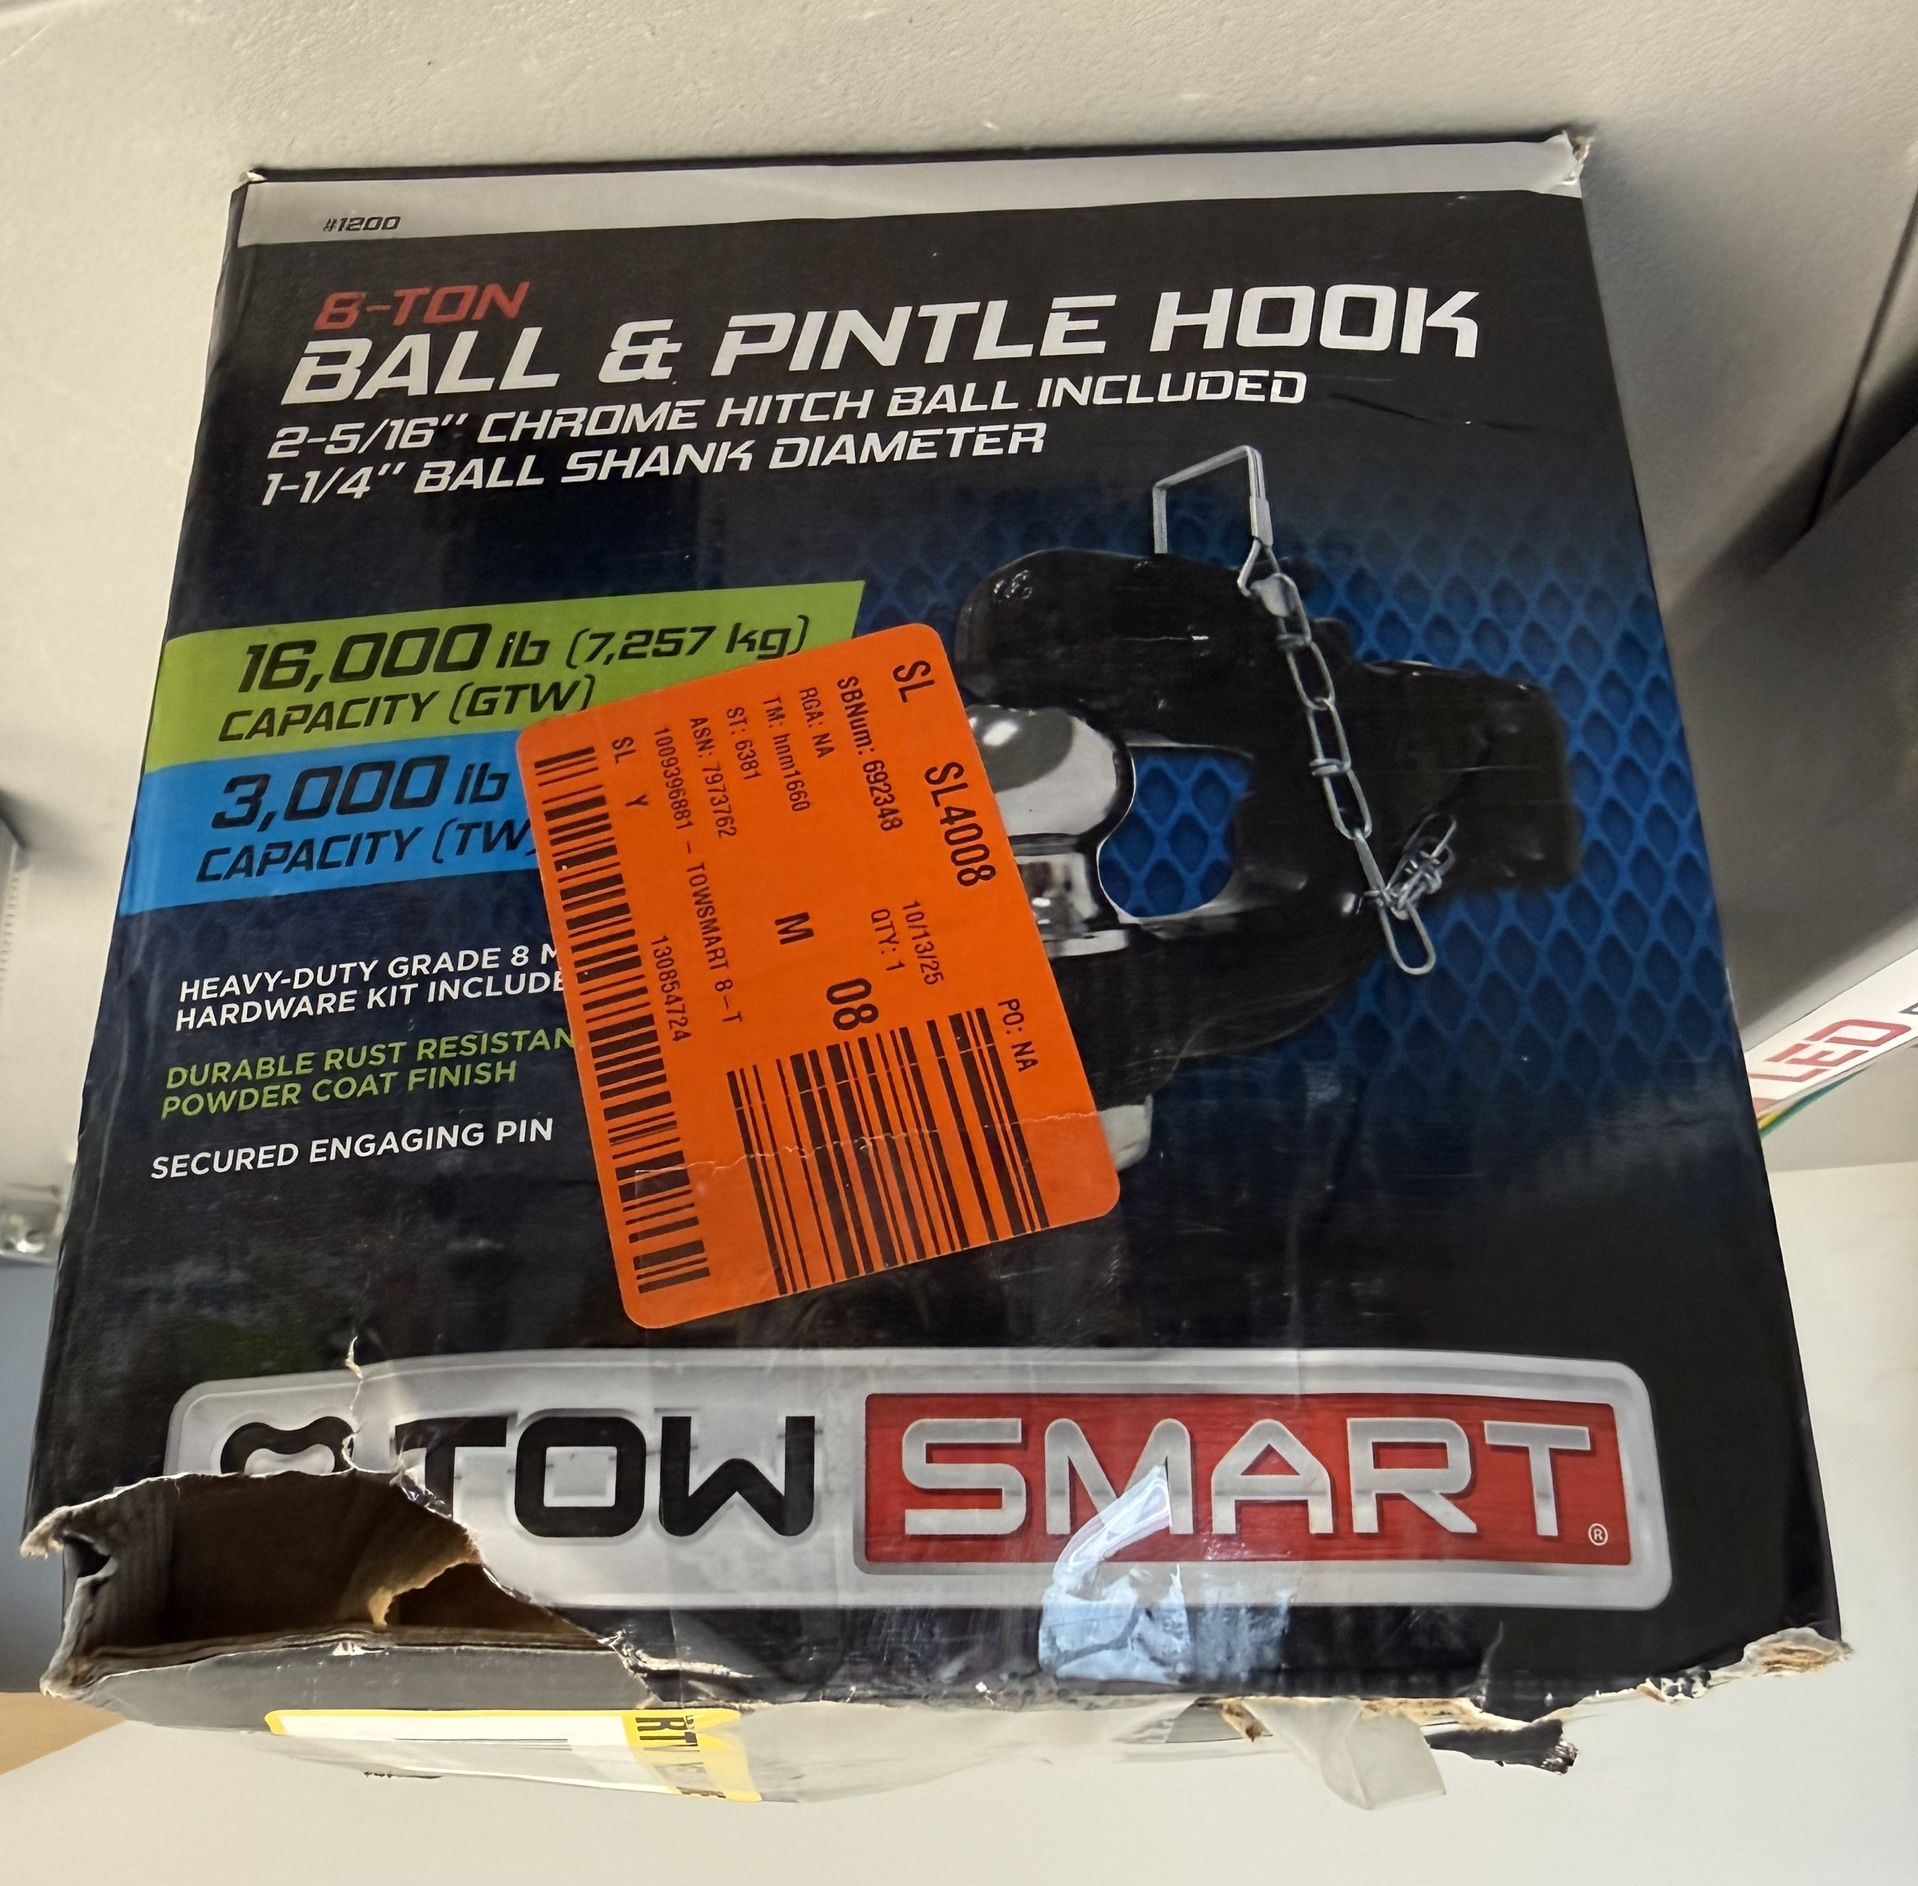 #1200
8-TON
BALL & PINTLE HOOK
2-5/16" CHROME HITCH BALL INCLUDED
1-1/4" BALL SHANK DIAMETER
16,000 lb (7,257 kg)
CAPACITY (GTW)
3,000 lb
CAPACITY (TW)
HEAVY-DUTY GRADE 8 M
HARDWARE KIT INCLUDE
DURABLE RUST RESISTAN
POWDER COAT FINISH
SECURED ENGAGING PIN
SL SL4008
SBNum: 692348 10/13/25 PO: NA
RGA: NA QTY: 1
TM: hnm1660 M 08
ST: 6381
ASN: 7973762
1009396881 - TOWSMART 8-T
SL Y 130854724
TOW SMART®
RT
LED